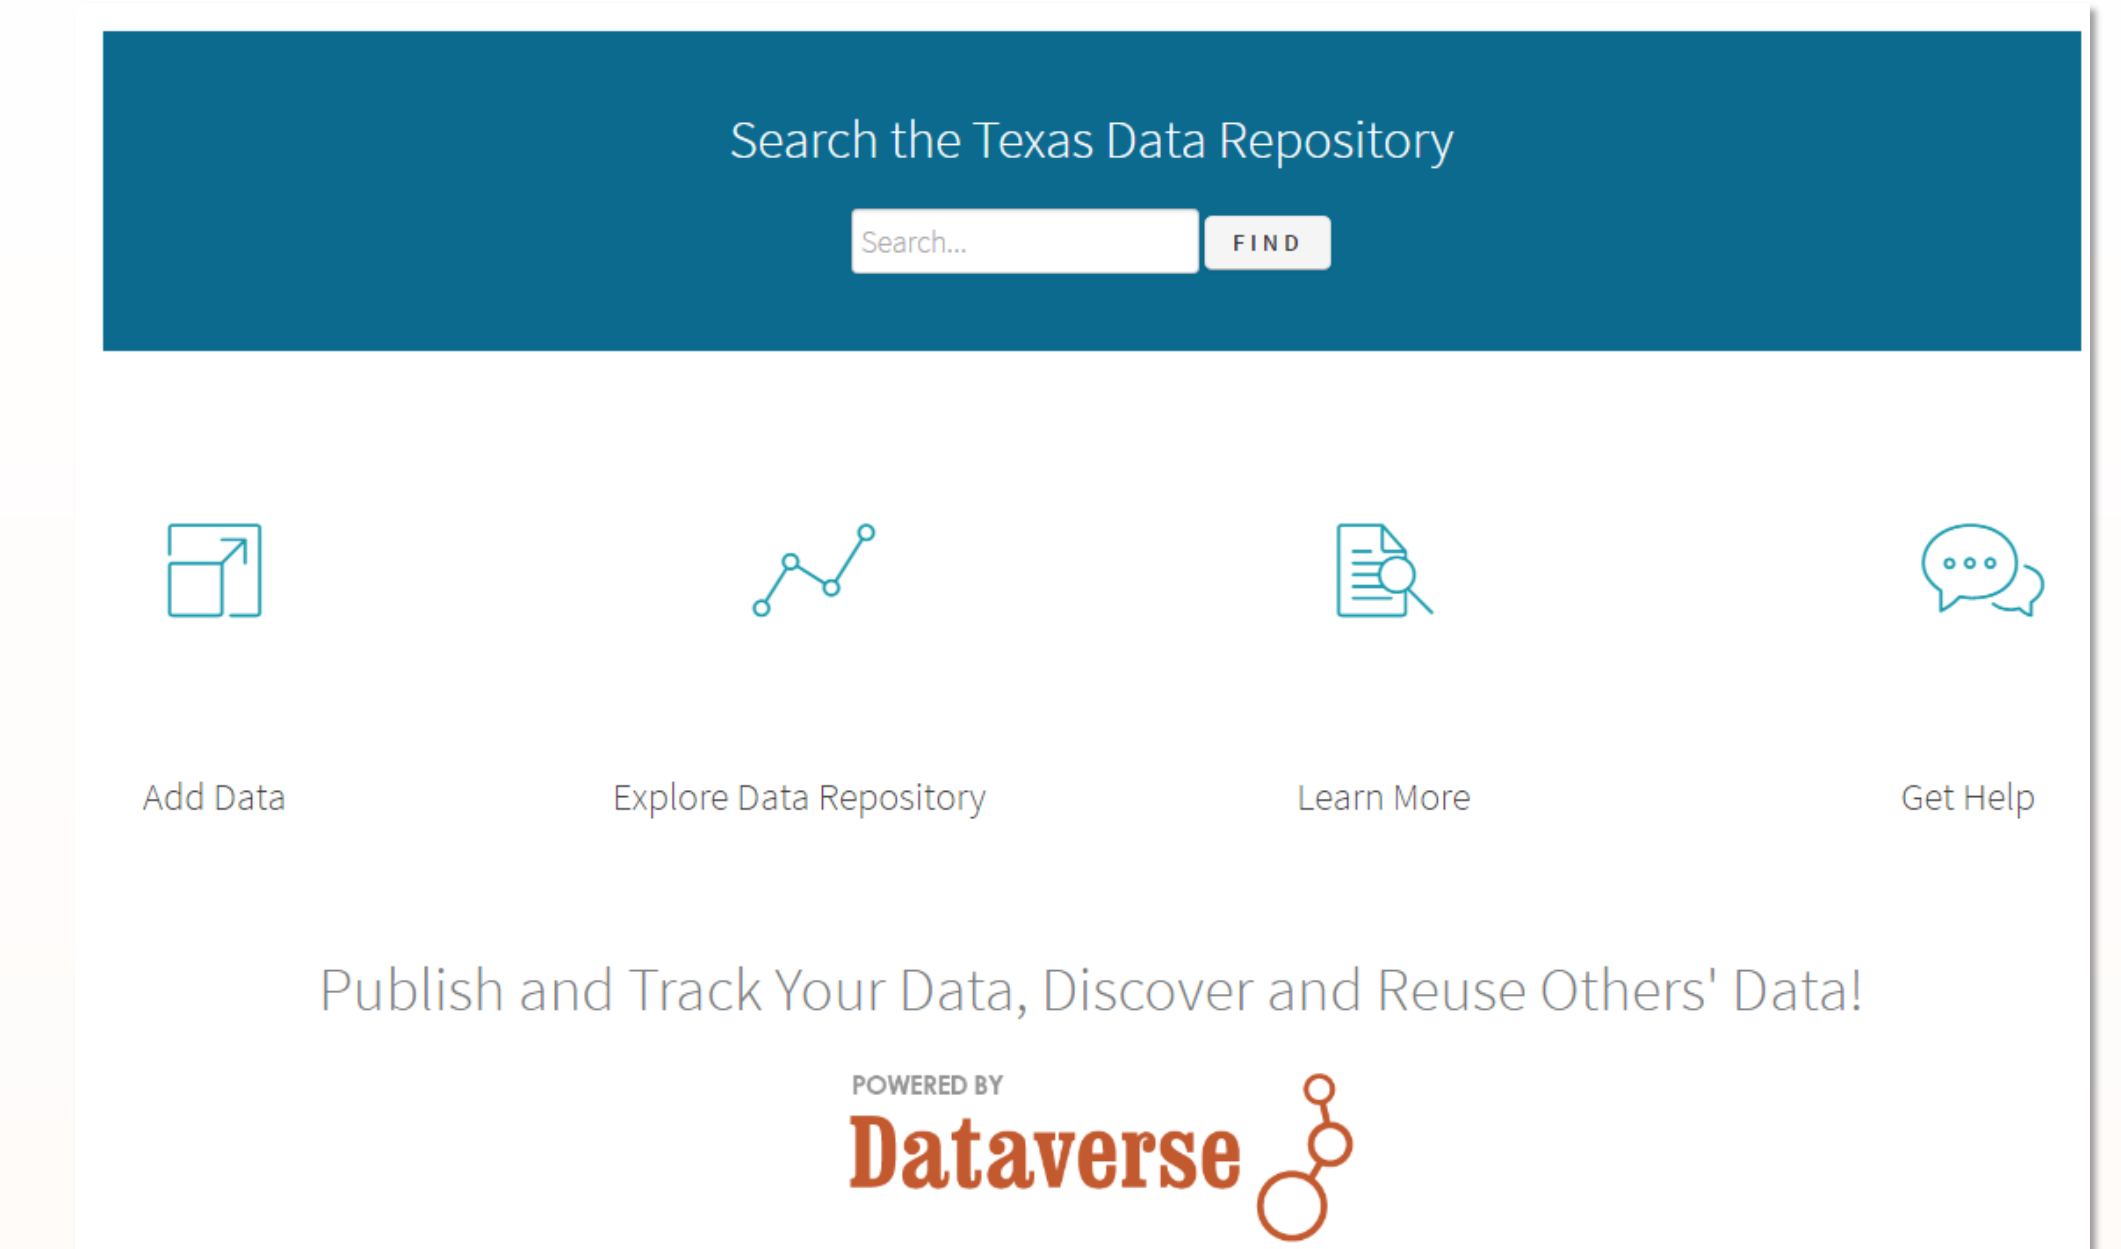 Search the Texas Data Repository
Search...
FIND
Add Data
Explore Data Repository
Learn More
Get Help
Publish and Track Your Data, Discover and Reuse Others' Data!
POWERED BY
Dataverse